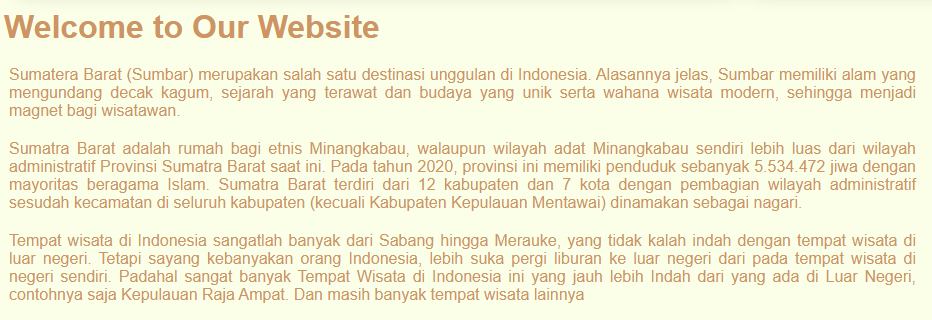 Welcome to Our Website
Sumatera Barat (Sumbar) merupakan salah satu destinasi unggulan di Indonesia. Alasannya jelas, Sumbar memiliki alam yang
mengundang decak kagum, sejarah yang terawat dan budaya yang unik serta wahana wisata modern, sehingga menjadi
magnet bagi wisatawan.
Sumatra Barat adalah rumah bagi etnis Minangkabau, walaupun wilayah adat Minangkabau sendiri lebih luas dari wilayah
administratif Provinsi Sumatra Barat saat ini. Pada tahun 2020, provinsi ini memiliki penduduk sebanyak 5.534.472 jiwa dengan
mayoritas beragama Islam. Sumatra Barat terdiri dari 12 kabupaten dan 7 kota dengan pembagian wilayah administratif
sesudah kecamatan di seluruh kabupaten (kecuali Kabupaten Kepulauan Mentawai) dinamakan sebagai nagari.
Tempat wisata di Indonesia sangatlah banyak dari Sabang hingga Merauke, yang tidak kalah indah dengan tempat wisata di
luar negeri. Tetapi sayang kebanyakan orang Indonesia, lebih suka pergi liburan ke luar negeri dari pada tempat wisata di
negeri sendiri. Padahal sangat banyak Tempat Wisata di Indonesia ini yang jauh lebih Indah dari yang ada di Luar Negeri,
contohnya saja Kepulauan Raja Ampat. Dan masih banyak tempat wisata lainnya